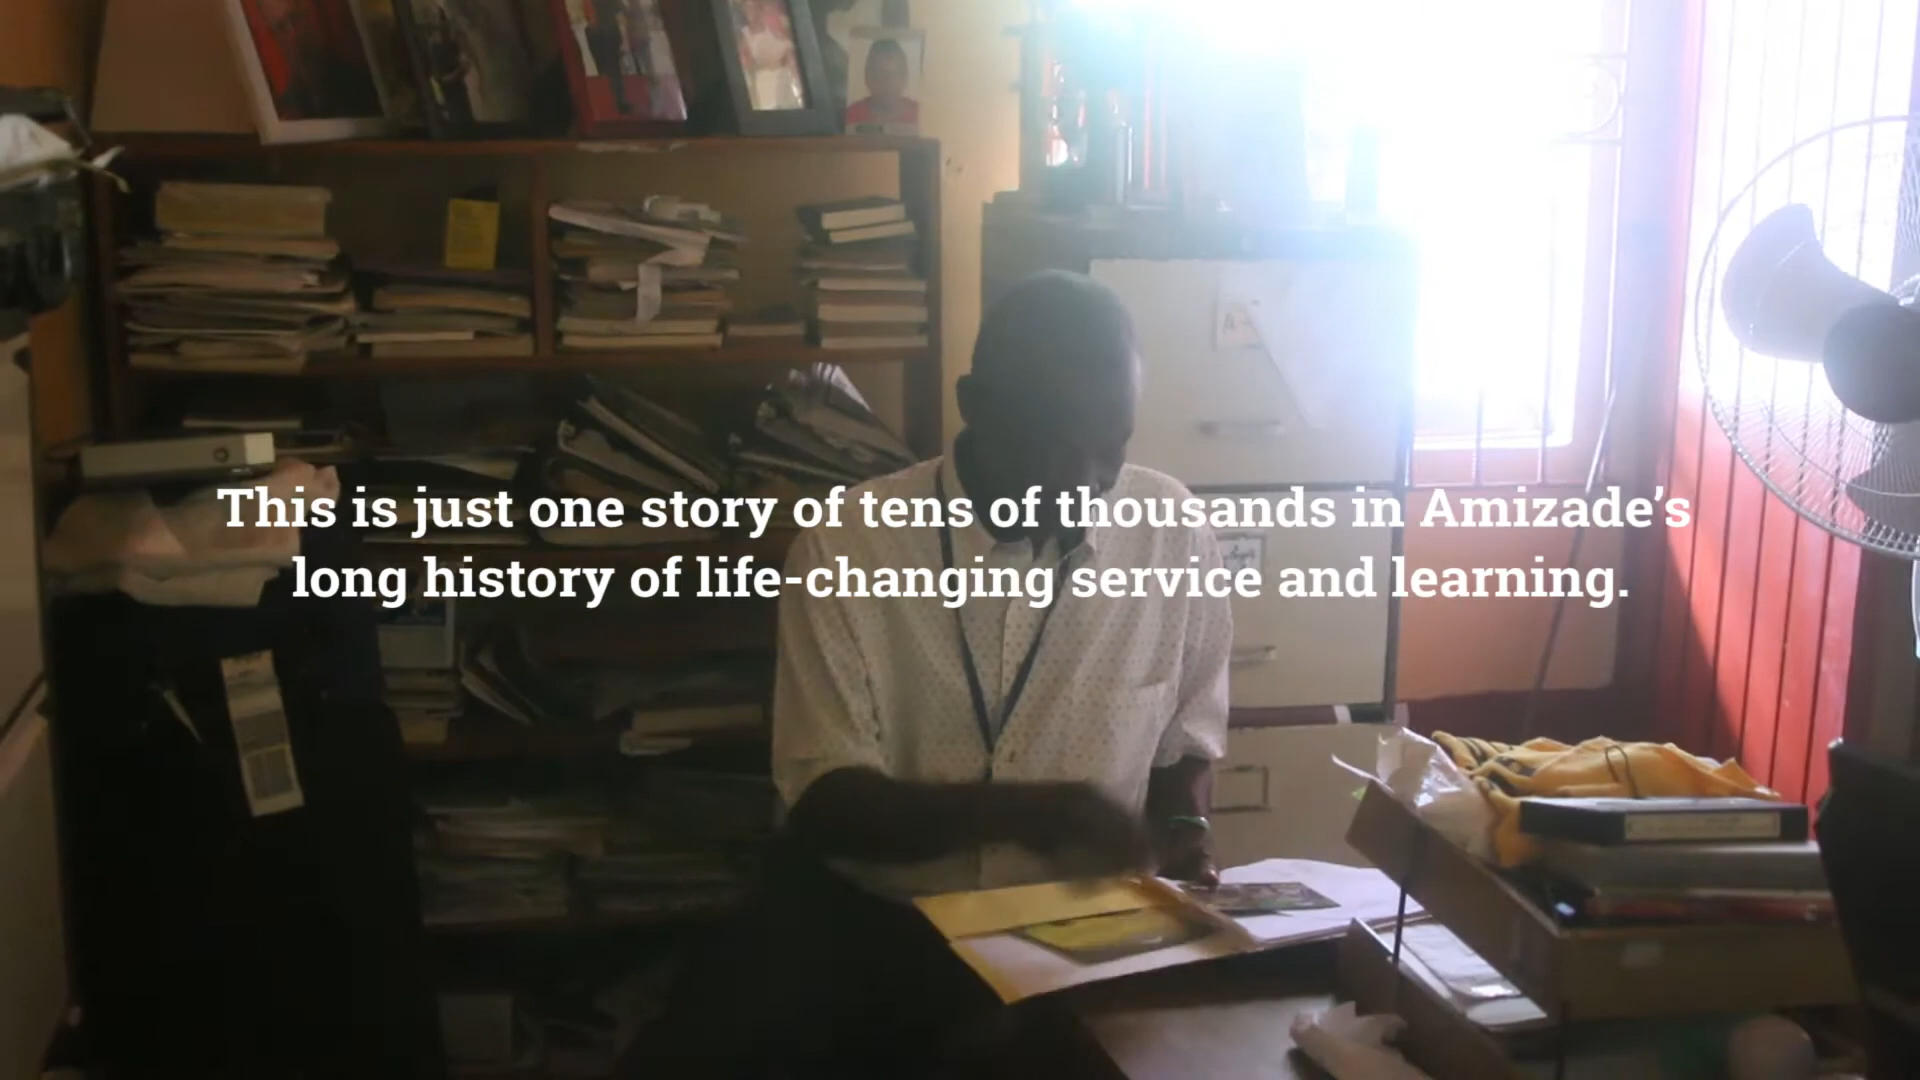 This is just one story of tens of thousands in Amizade’s
long history of life-changing service and learning.